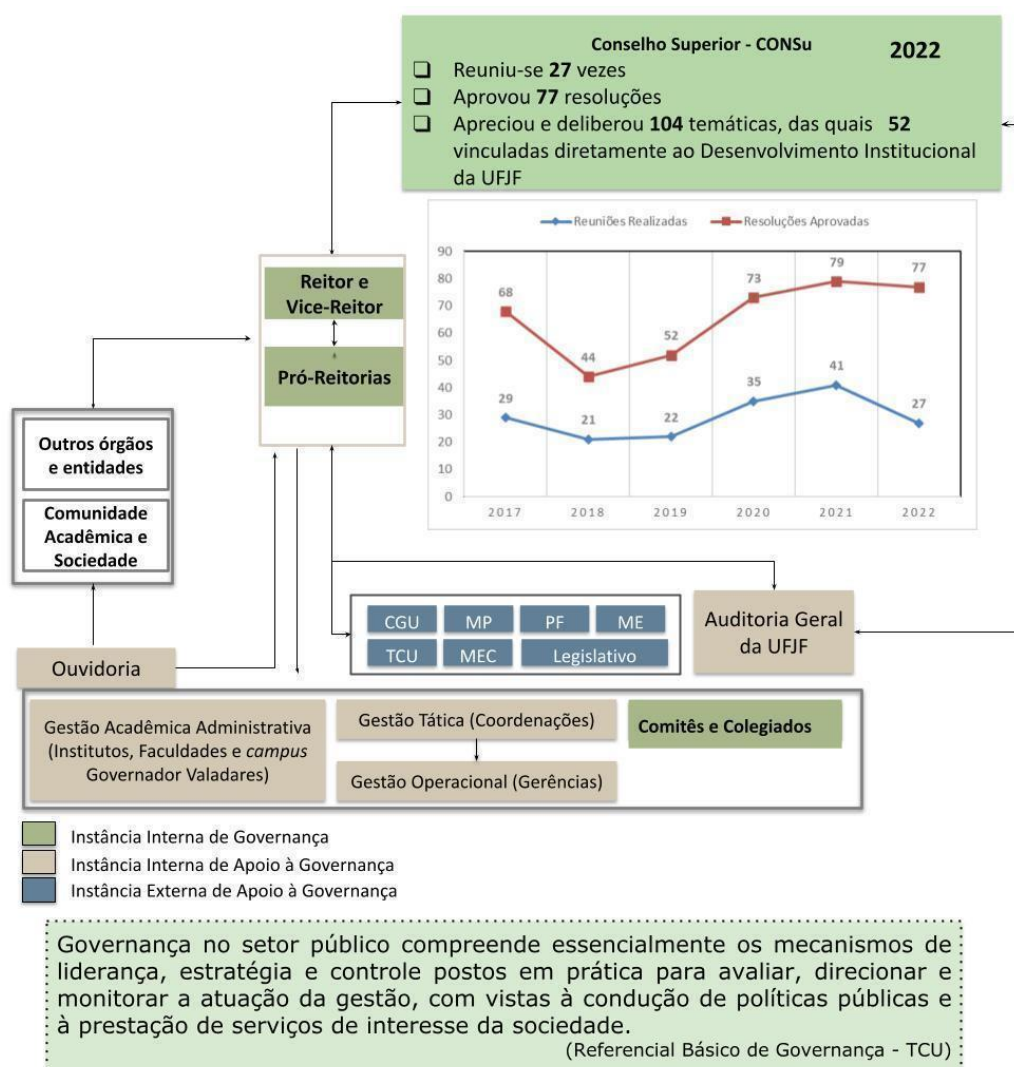 Conselho Superior - CONSu
2022
❑ Reuniu-se 27 vezes
❑ Aprovou 77 resoluções
❑ Apreciou e deliberou 104 temáticas, das quais 52
vinculadas diretamente ao Desenvolvimento Institucional
da UFJF
Reuniões Realizadas
Resoluções Aprovadas
90
80
70
60
50
40
30
20
10
0
68
44
52
73
79
77
29
21
22
35
41
27
2017
2018
2019
2020
2021
2022
Reitor e
Vice-Reitor
Pró-Reitorias
Outros órgãos
e entidades
Comunidade
Acadêmica e
Sociedade
Ouvidoria
CGU
MP
PF
ME
TCU
MEC
Legislativo
Auditoria Geral
da UFJF
Gestão Acadêmica Administrativa
(Institutos, Faculdades e campus
Governador Valadares)
Gestão Tática (Coordenações)
Gestão Operacional (Gerências)
Comitês e Colegiados
Instância Interna de Governança
Instância Interna de Apoio à Governança
Instância Externa de Apoio à Governança
Governança no setor público compreende essencialmente os mecanismos de
liderança, estratégia e controle postos em prática para avaliar, direcionar e
monitorar a atuação da gestão, com vistas à condução de políticas públicas e
à prestação de serviços de interesse da sociedade.
(Referencial Básico de Governança - TCU)